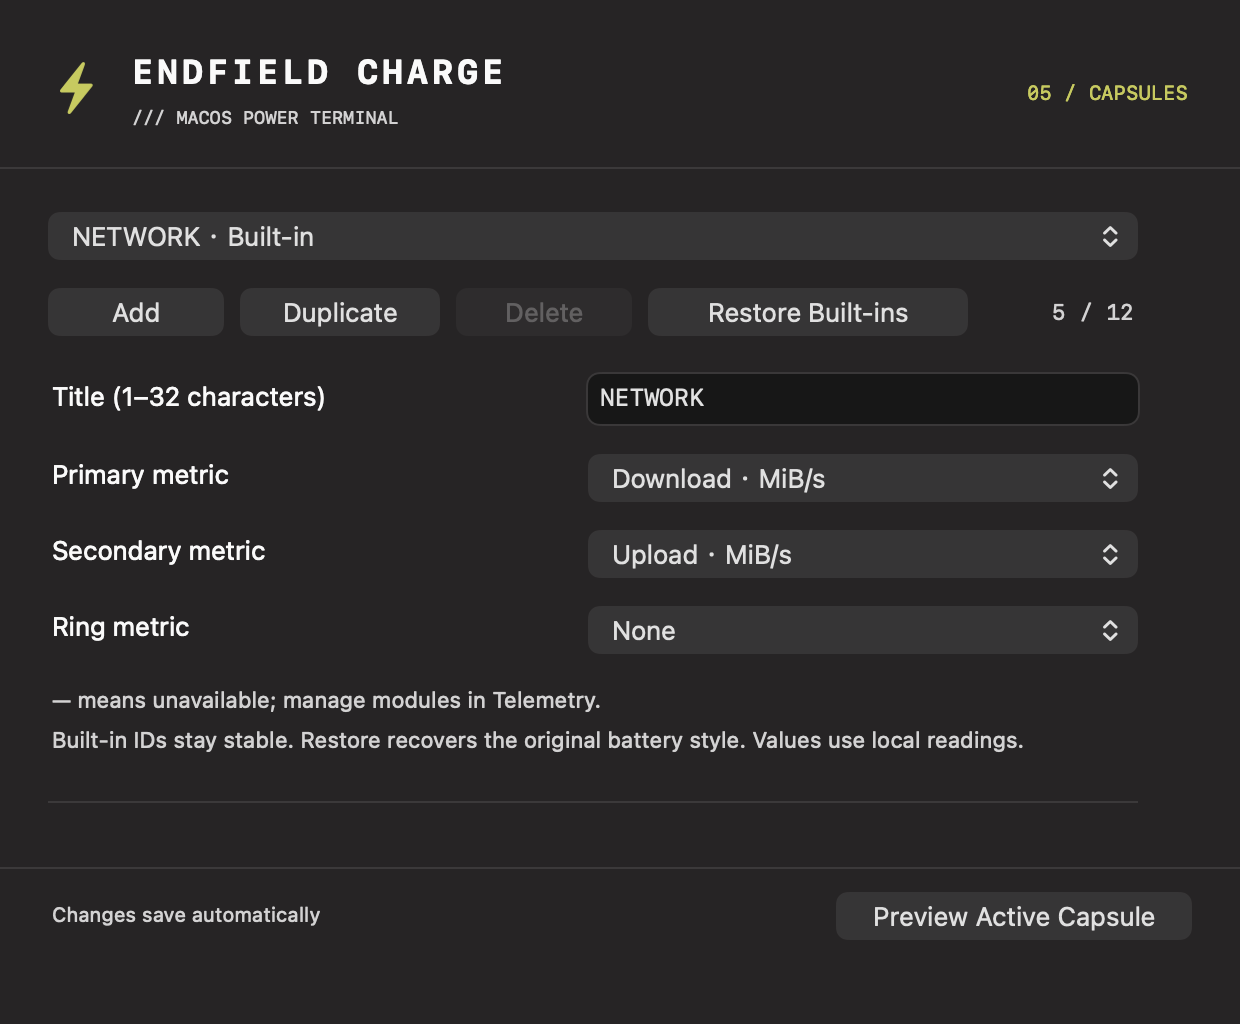 ENDFIELD CHARGE
/// MACOS POWER TERMINAL
05 / CAPSULES
NETWORK · Built-in
Add
Duplicate
Delete
Restore Built-ins
5 / 12
Title (1–32 characters)
NETWORK
Primary metric
Download · MiB/s
Secondary metric
Upload · MiB/s
Ring metric
None
— means unavailable; manage modules in Telemetry.
Built-in IDs stay stable. Restore recovers the original battery style. Values use local readings.
Changes save automatically
Preview Active Capsule